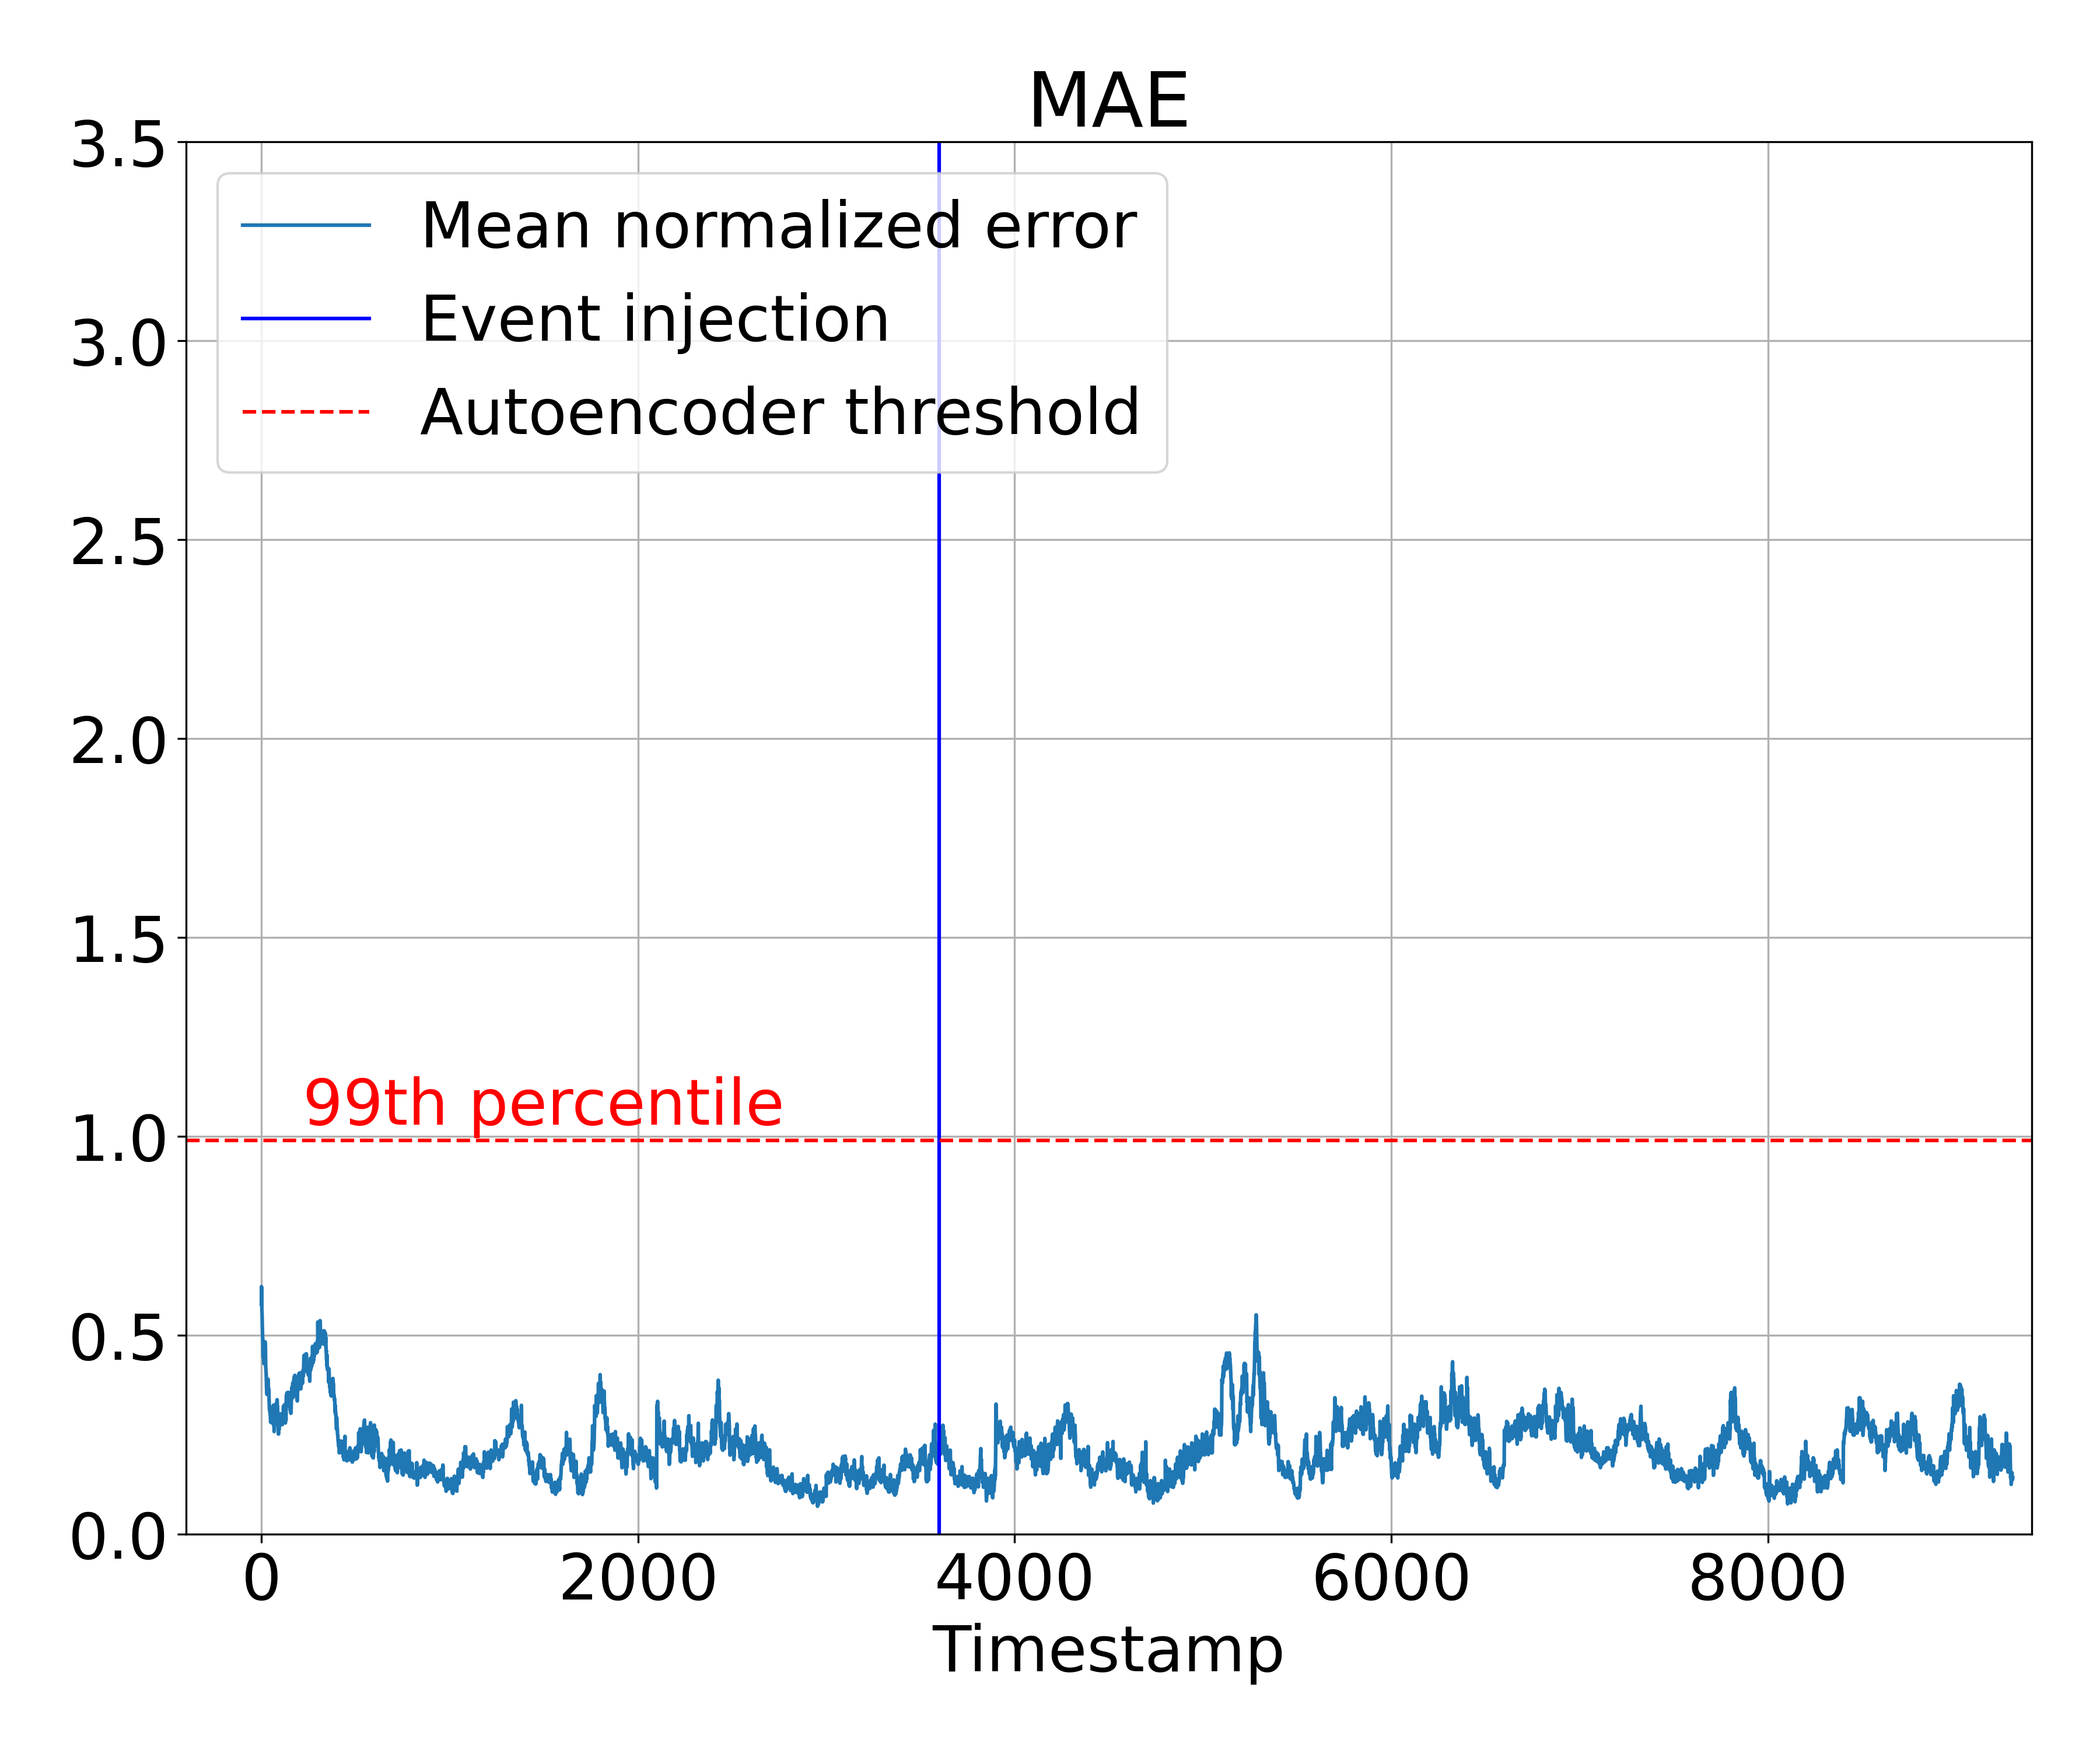 MAE
3.5
3.0
2.5
2.0
1.5
1.0
0.5
0.0
Mean normalized error
Event injection
Autoencoder threshold
99th percentile
0 2000 4000 6000 8000
Timestamp